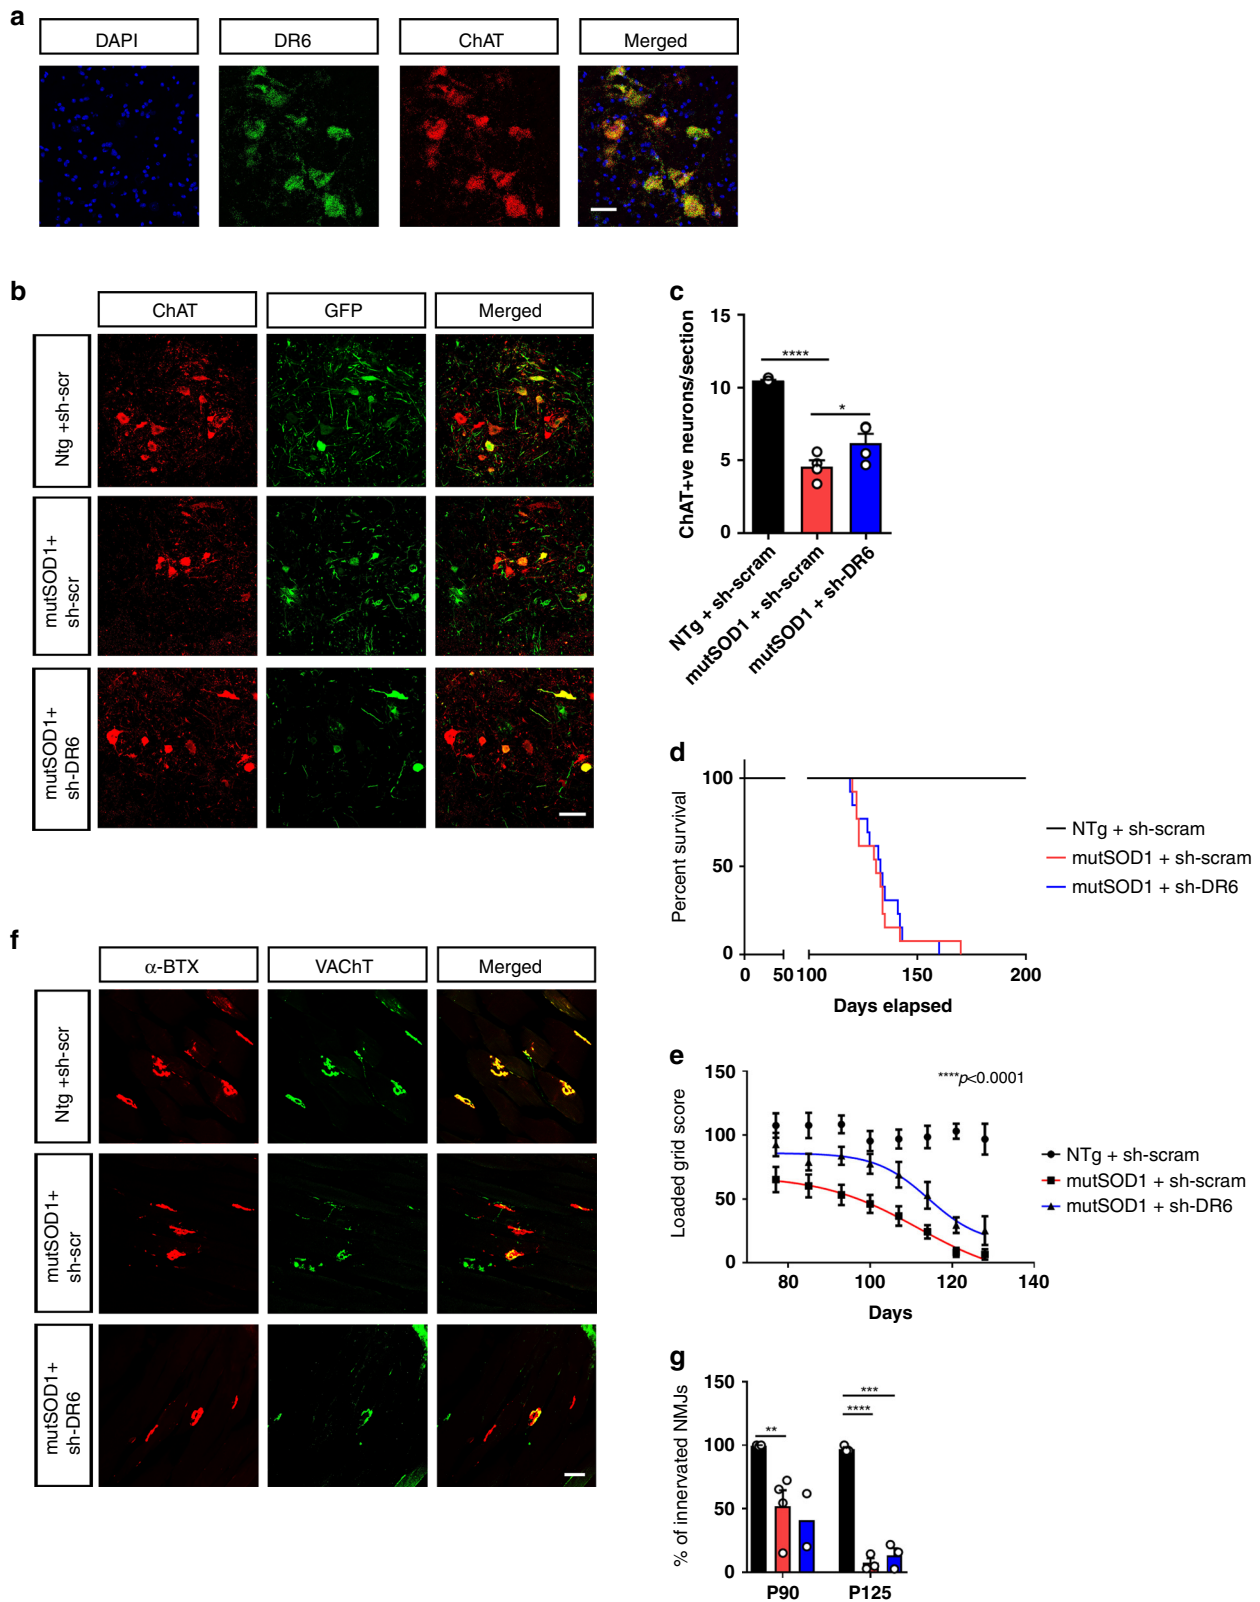 a
DAPI
DR6
ChAT
Merged
b
ChAT
GFP
Merged
Ntg +sh-scr
mutSOD1+
sh-scr
mutSOD1+
sh-DR6
c
ChAT+ve neurons/section
15
10
5
0
****
*
NTg + sh-scram
mutSOD1 + sh-scram
mutSOD1 + sh-DR6
d
Percent survival
100
50
0
0
50
100
150
200
Days elapsed
NTg + sh-scram
mutSOD1 + sh-scram
mutSOD1 + sh-DR6
f
α-BTX
VAChT
Merged
Ntg +sh-scr
mutSOD1+
sh-scr
mutSOD1+
sh-DR6
e
Loaded grid score
150
100
50
0
****p<0.0001
80
100
120
140
Days
NTg + sh-scram
mutSOD1 + sh-scram
mutSOD1 + sh-DR6
g
% of innervated NMJs
150
100
50
0
**
***
****
P90
P125